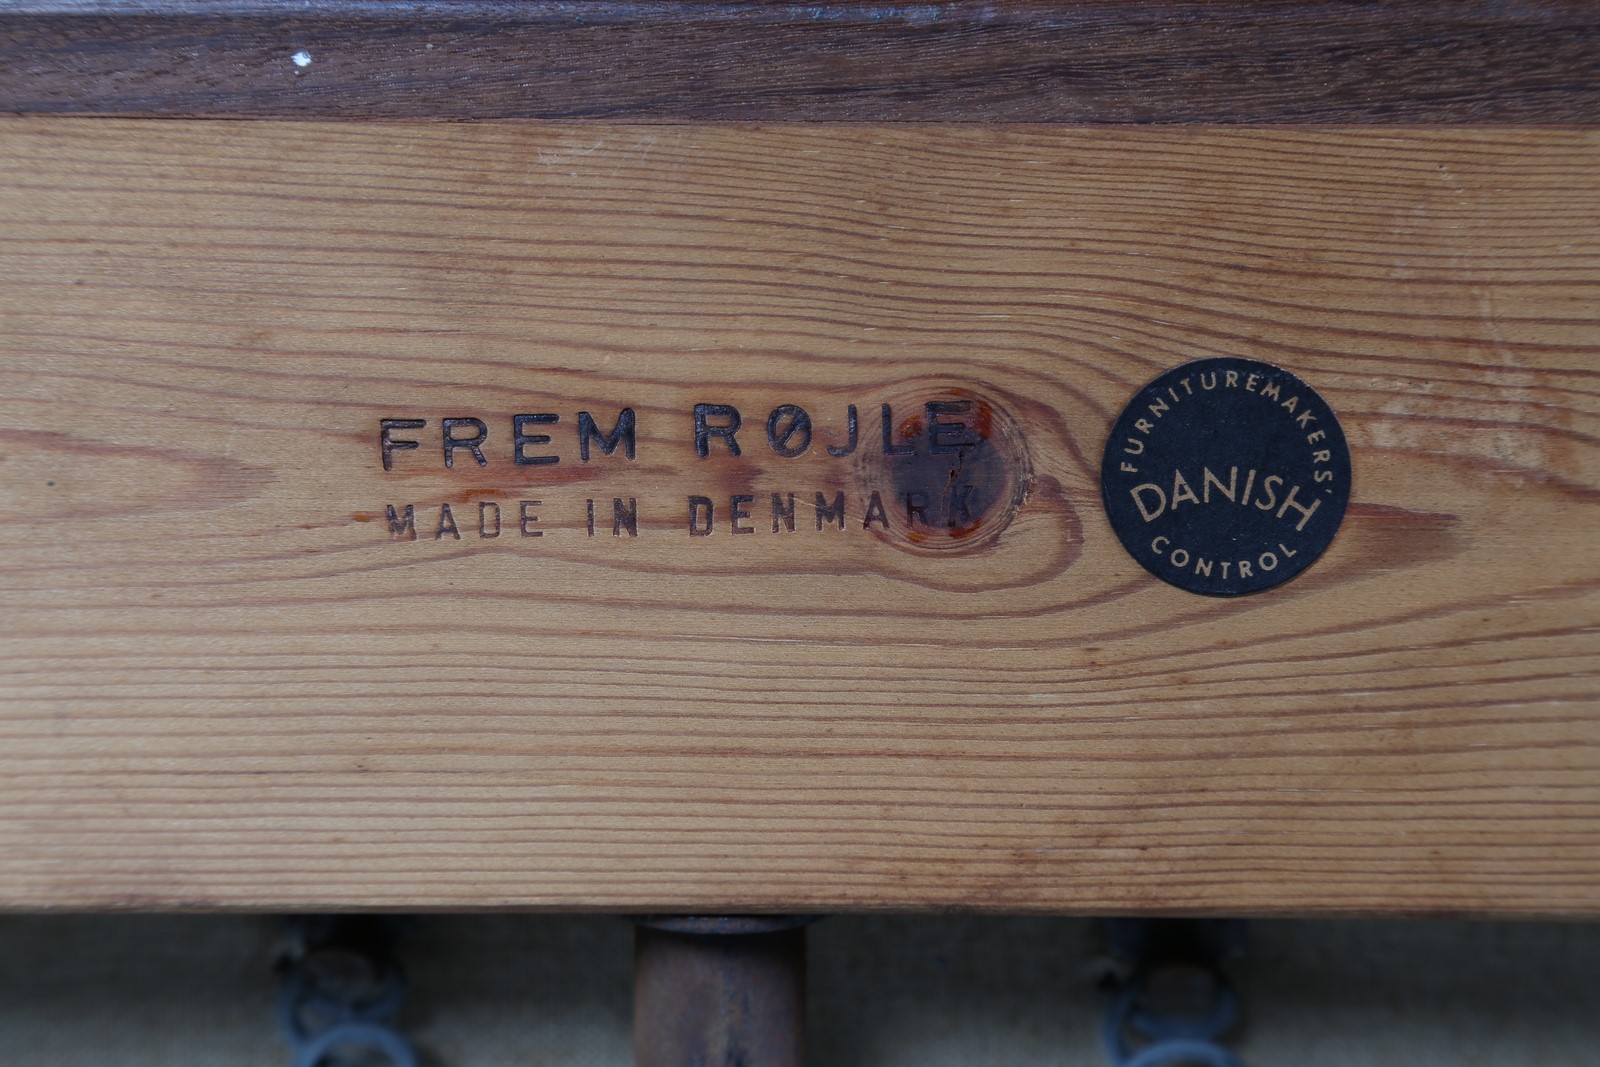 FREM RØJLE
MADE IN DENMARK
FURNITUREMAKERS'
DANISH
CONTROL